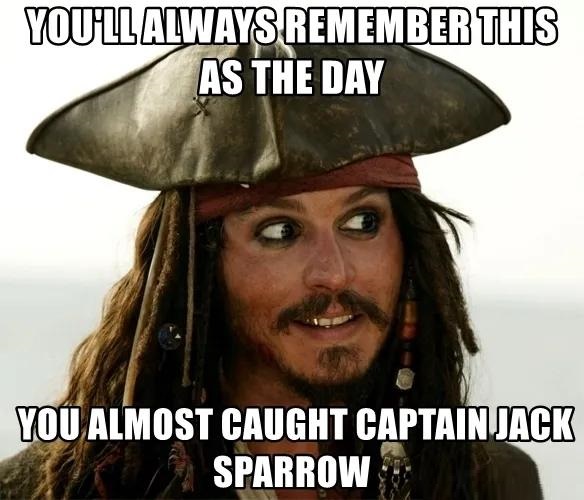 YOU'LL ALWAYS REMEMBER THIS
AS THE DAY
YOU ALMOST CAUGHT CAPTAIN JACK
SPARROW